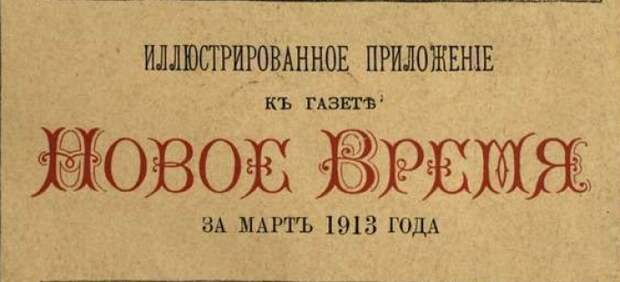 ИЛЛЮСТРИРОВАННОЕ ПРИЛОЖЕНІЕ
КЪ ГАЗЕТѢ
НОВОЕ ВРЕМЯ
ЗА МАРТЪ 1913 ГОДА